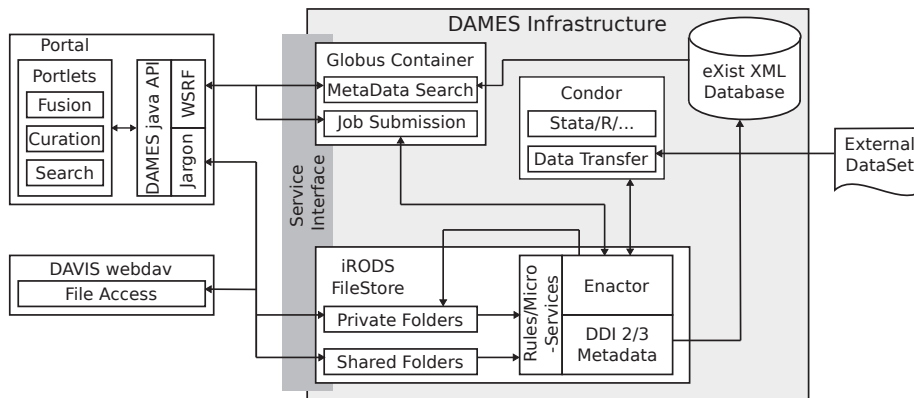 DAMES Infrastructure
Portal
Portlets
Fusion
Curation
Search
DAMES java API
WSRF
Jargon
DAVIS webdav
File Access
Service
Interface
Globus Container
MetaData Search
Job Submission
Condor
Stata/R/...
Data Transfer
eXist XML
Database
External
DataSet
iRODS
FileStore
Private Folders
Shared Folders
Rules/Micro
-Services
Enactor
DDI 2/3
Metadata